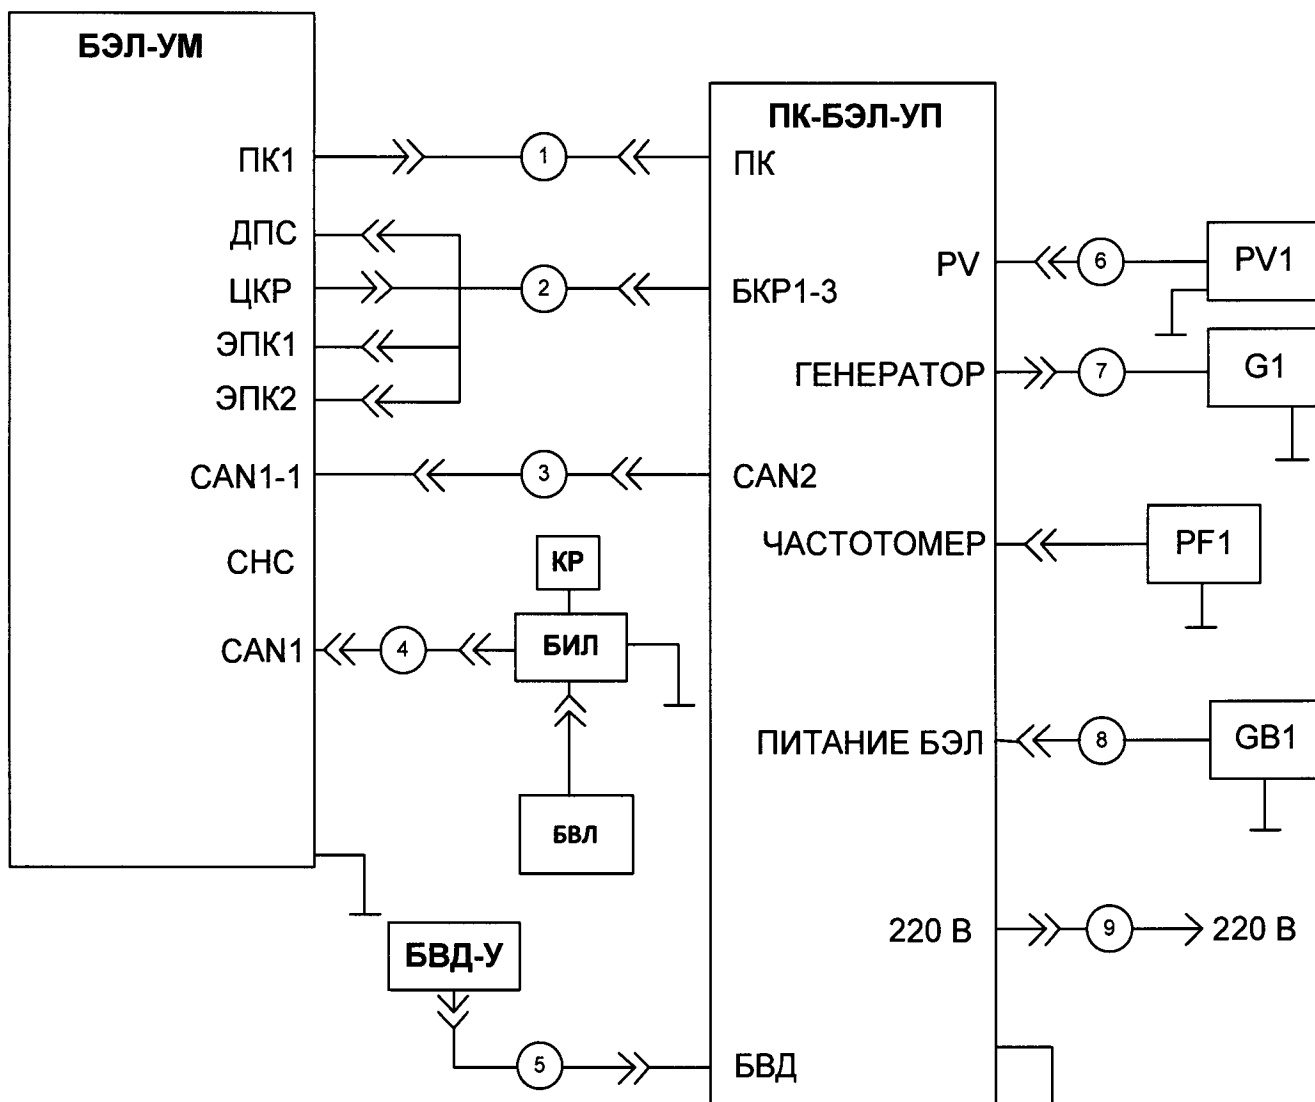 БЭЛ-УМ
ПК-БЭЛ-УП
ПК1
1
ПК
ДПС
ЦКР
2
БКР1-3
PV
6
PV1
ЭПК1
ЭПК2
ГЕНЕРАТОР
7
G1
CAN1-1
3
CAN2
ЧАСТОТОМЕР
PF1
СНС
КР
CAN1
4
БИЛ
ПИТАНИЕ БЭЛ
8
GB1
БВЛ
220 В
9
220 В
БВД-У
5
БВД